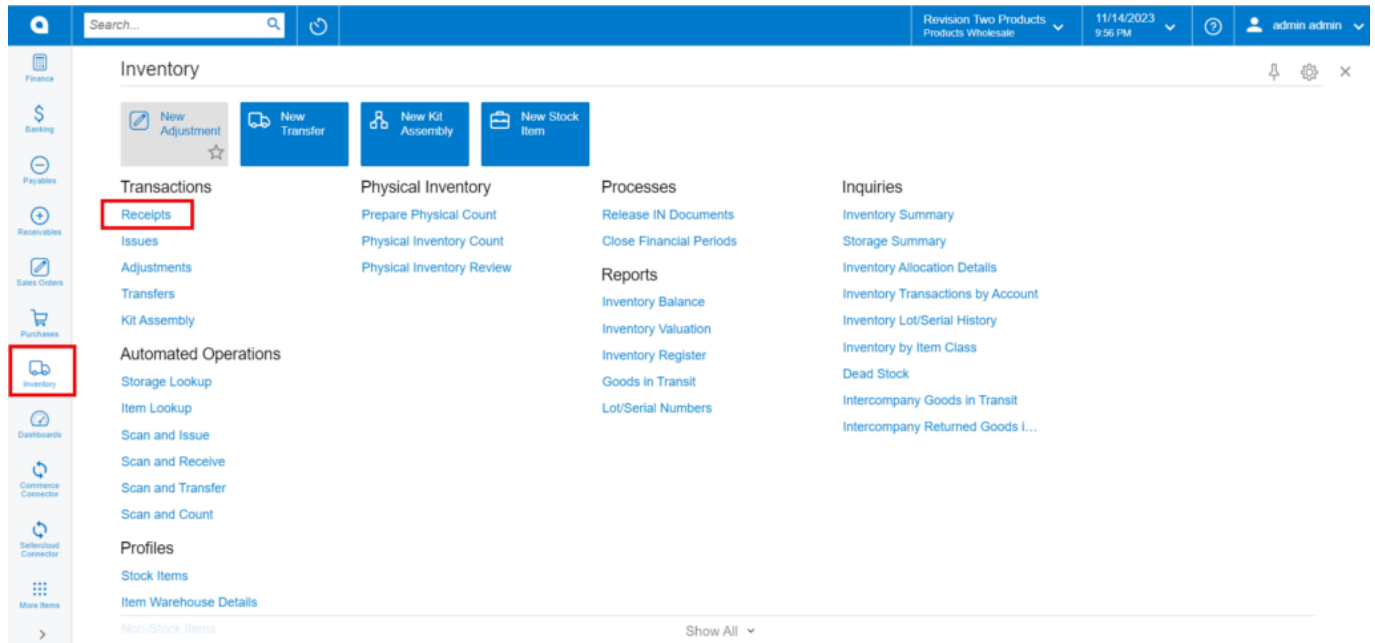 Search...
Revision Two Products
Products Wholesale
11/14/2023
9:56 PM
admin admin
Finance
Banking
Payables
Receivables
Sales Orders
Purchases
Inventory
Dashboards
Commerce
Connector
Sellercloud
Connector
More Items
Inventory
New
Adjustment
New
Transfer
New Kit
Assembly
New Stock
Item
Transactions
Receipts
Issues
Adjustments
Transfers
Kit Assembly
Automated Operations
Storage Lookup
Item Lookup
Scan and Issue
Scan and Receive
Scan and Transfer
Scan and Count
Profiles
Stock Items
Item Warehouse Details
Non-Stock Items
Physical Inventory
Prepare Physical Count
Physical Inventory Count
Physical Inventory Review
Processes
Release IN Documents
Close Financial Periods
Reports
Inventory Balance
Inventory Valuation
Inventory Register
Goods in Transit
Lot/Serial Numbers
Inquiries
Inventory Summary
Storage Summary
Inventory Allocation Details
Inventory Transactions by Account
Inventory Lot/Serial History
Inventory by Item Class
Dead Stock
Intercompany Goods in Transit
Intercompany Returned Goods i...
Show All